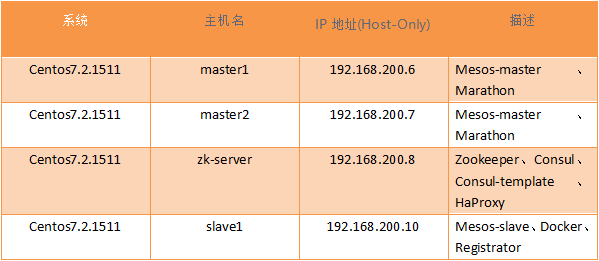 系统 主机名 IP 地址(Host-Only) 描述
Centos7.2.1511 master1 192.168.200.6 Mesos-master 、
Marathon
Centos7.2.1511 master2 192.168.200.7 Mesos-master 、
Marathon
Centos7.2.1511 zk-server 192.168.200.8 Zookeeper、Consul、
Consul-template 、
HaProxy
Centos7.2.1511 slave1 192.168.200.10 Mesos-slave、Docker、
Registrator